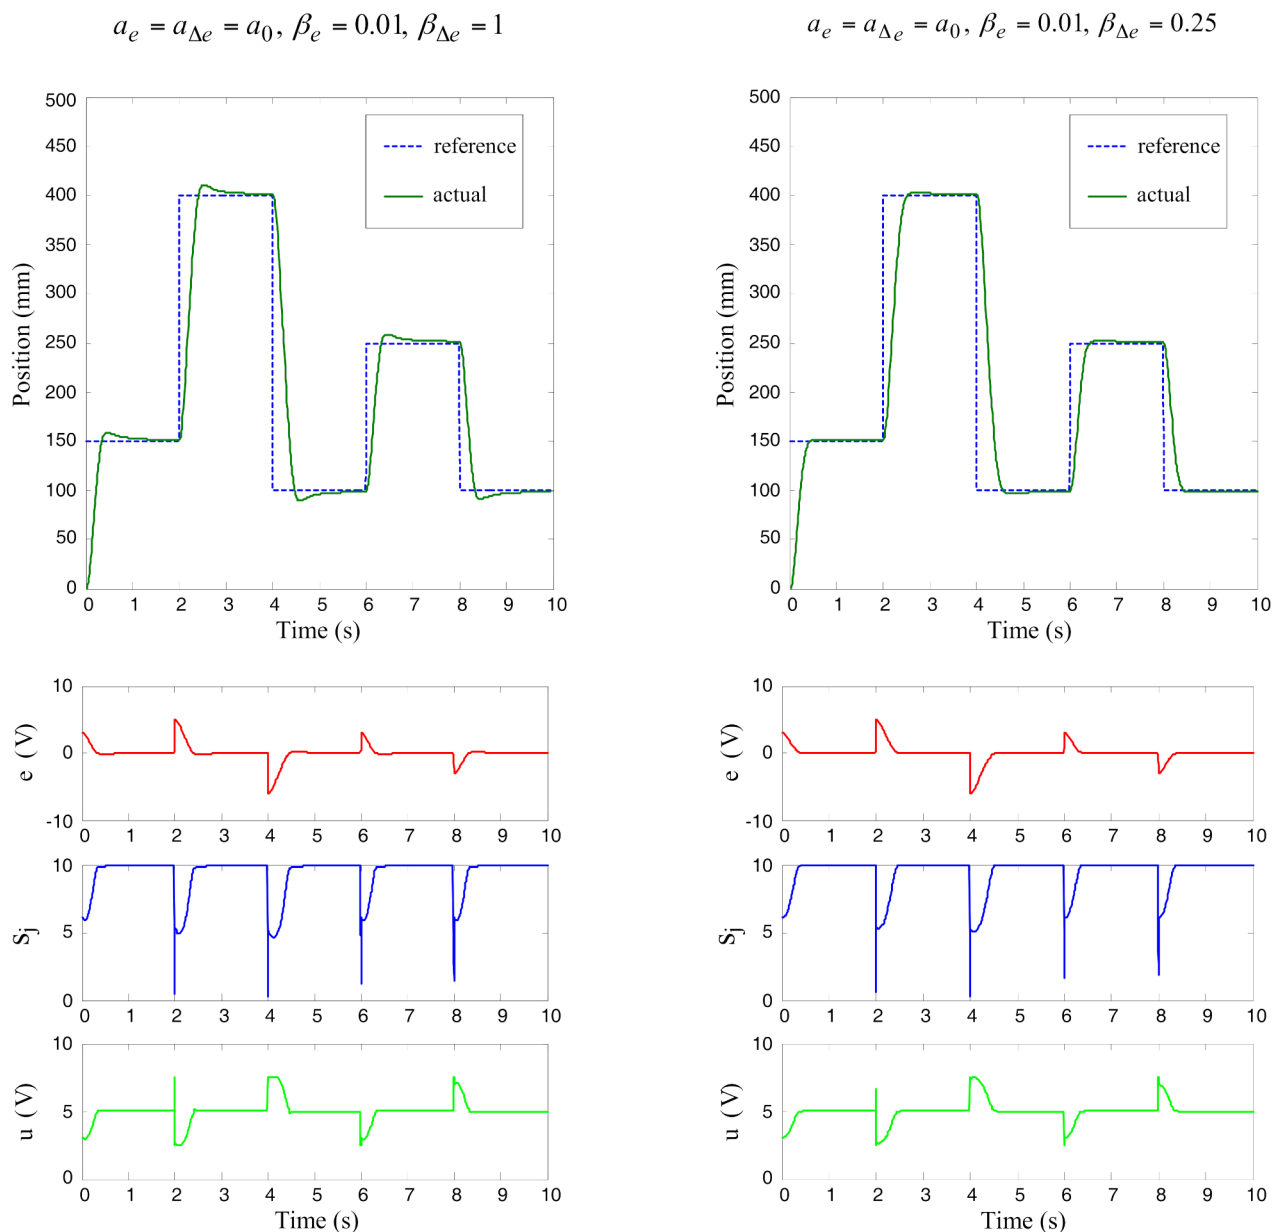 a_e = a_Δe = a_0, β_e = 0.01, β_Δe = 1
500
450
400
350
300
250
200
150
100
50
0
Position (mm)
reference
actual
0 1 2 3 4 5 6 7 8 9 10
Time (s)
10
0
-10
e (V)
0 1 2 3 4 5 6 7 8 9 10
10
5
0
S_j
0 1 2 3 4 5 6 7 8 9 10
10
5
0
u (V)
0 1 2 3 4 5 6 7 8 9 10
Time (s)
a_e = a_Δe = a_0, β_e = 0.01, β_Δe = 0.25
500
450
400
350
300
250
200
150
100
50
0
Position (mm)
reference
actual
0 1 2 3 4 5 6 7 8 9 10
Time (s)
10
0
-10
e (V)
0 1 2 3 4 5 6 7 8 9 10
10
5
0
S_j
0 1 2 3 4 5 6 7 8 9 10
10
5
0
u (V)
0 1 2 3 4 5 6 7 8 9 10
Time (s)